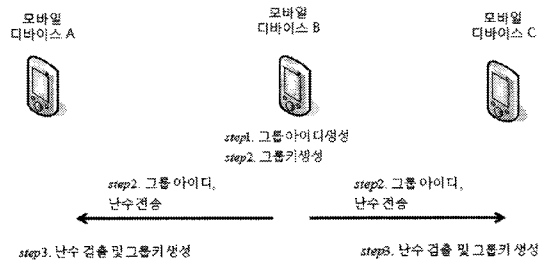 모바일
디바이스 A
모바일
디바이스 B
모바일
디바이스 C
step1. 그룹아이디생성
step2. 그룹키생성
step2. 그룹아이디,
난수전송
step2. 그룹아이디,
난수전송
step3. 난수 검출 및 그룹키 생성
step3. 난수 검출 및 그룹키 생성